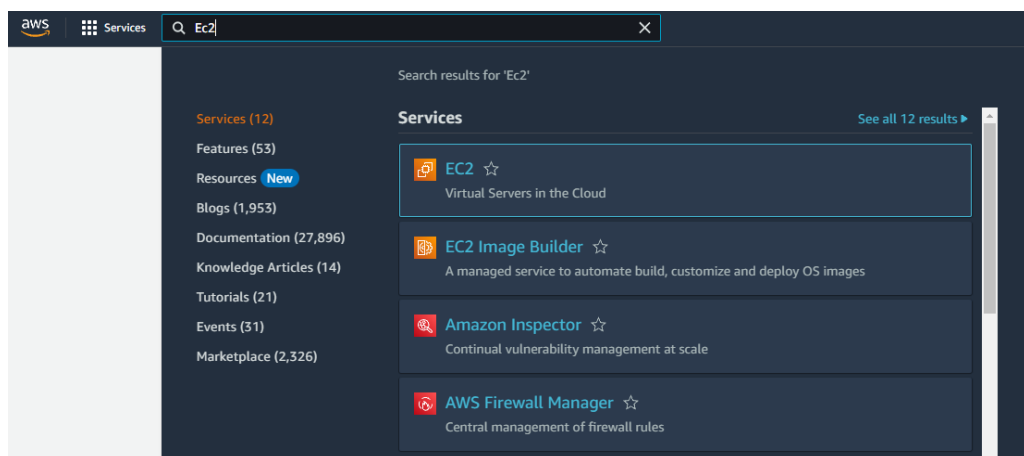 aws
Services
Ec2
Search results for 'Ec2'
Services (12)
Features (53)
Resources New
Blogs (1,953)
Documentation (27,896)
Knowledge Articles (14)
Tutorials (21)
Events (31)
Marketplace (2,326)
Services
See all 12 results
EC2
Virtual Servers in the Cloud
EC2 Image Builder
A managed service to automate build, customize and deploy OS images
Amazon Inspector
Continual vulnerability management at scale
AWS Firewall Manager
Central management of firewall rules